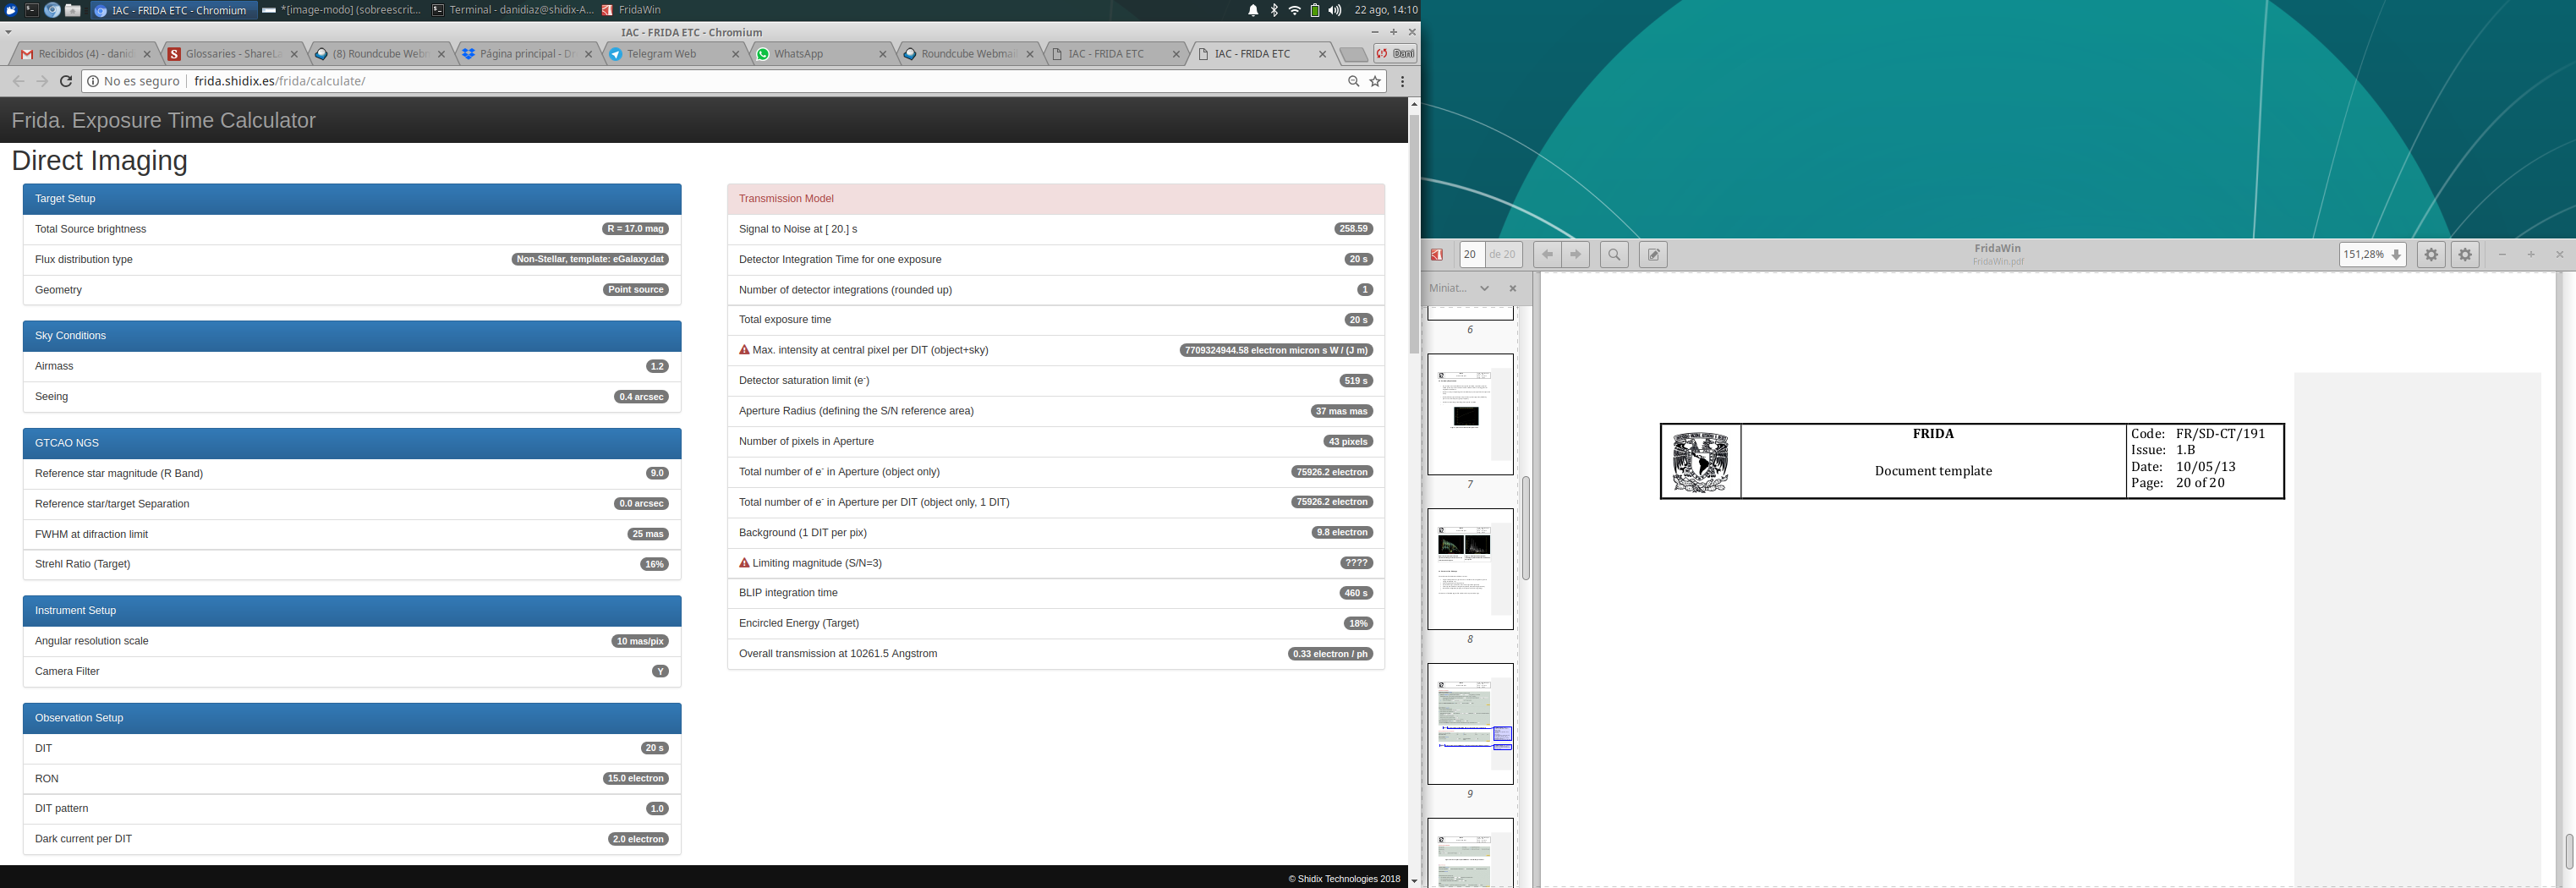 IAC - FRIDA ETC - Chromium
*[image-modo] (sobreescrit...
Terminal - danidiaz@shidix-A...
FridaWin
22 ago, 14:10
IAC - FRIDA ETC - Chromium
Recibidos (4) - danid
Glossaries - ShareLa
(8) Roundcube Webm
Página principal - Dr
Telegram Web
WhatsApp
Roundcube Webmai
IAC - FRIDA ETC
IAC - FRIDA ETC
Dani
No es seguro
frida.shidix.es/frida/calculate/
Frida. Exposure Time Calculator
Direct Imaging
Target Setup
Total Source brightness R = 17.0 mag
Flux distribution type Non-Stellar, template: eGalaxy.dat
Geometry Point source
Sky Conditions
Airmass 1.2
Seeing 0.4 arcsec
GTCAO NGS
Reference star magnitude (R Band) 9.0
Reference star/target Separation 0.0 arcsec
FWHM at difraction limit 25 mas
Strehl Ratio (Target) 16%
Instrument Setup
Angular resolution scale 10 mas/pix
Camera Filter Y
Observation Setup
DIT 20 s
RON 15.0 electron
DIT pattern 1.0
Dark current per DIT 2.0 electron
Transmission Model
Signal to Noise at [ 20.] s 258.59
Detector Integration Time for one exposure 20 s
Number of detector integrations (rounded up) 1
Total exposure time 20 s
Max. intensity at central pixel per DIT (object+sky) 7709324944.58 electron micron s W / (J m)
Detector saturation limit (e-) 519 s
Aperture Radius (defining the S/N reference area) 37 mas mas
Number of pixels in Aperture 43 pixels
Total number of e- in Aperture (object only) 75926.2 electron
Total number of e- in Aperture per DIT (object only, 1 DIT) 75926.2 electron
Background (1 DIT per pix) 9.8 electron
Limiting magnitude (S/N=3) ????
BLIP integration time 460 s
Encircled Energy (Target) 18%
Overall transmission at 10261.5 Angstrom 0.33 electron / ph
© Shidix Technologies 2018
20 de 20
FridaWin
FridaWin.pdf
151,28%
Miniat...
6
7
8
9
FRIDA
Document template
Code: FR/SD-CT/191
Issue: 1.B
Date: 10/05/13
Page: 20 of 20